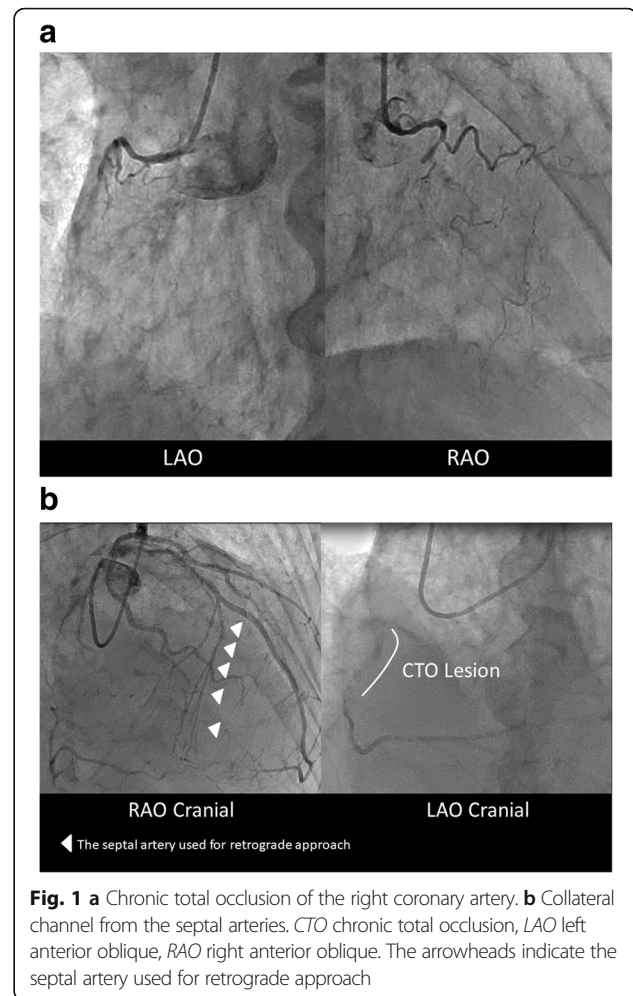 a
LAO RAO
b
CTO Lesion
RAO Cranial LAO Cranial
The septal artery used for retrograde approach
Fig. 1 a Chronic total occlusion of the right coronary artery. b Collateral
channel from the septal arteries. CTO chronic total occlusion, LAO left
anterior oblique, RAO right anterior oblique. The arrowheads indicate the
septal artery used for retrograde approach